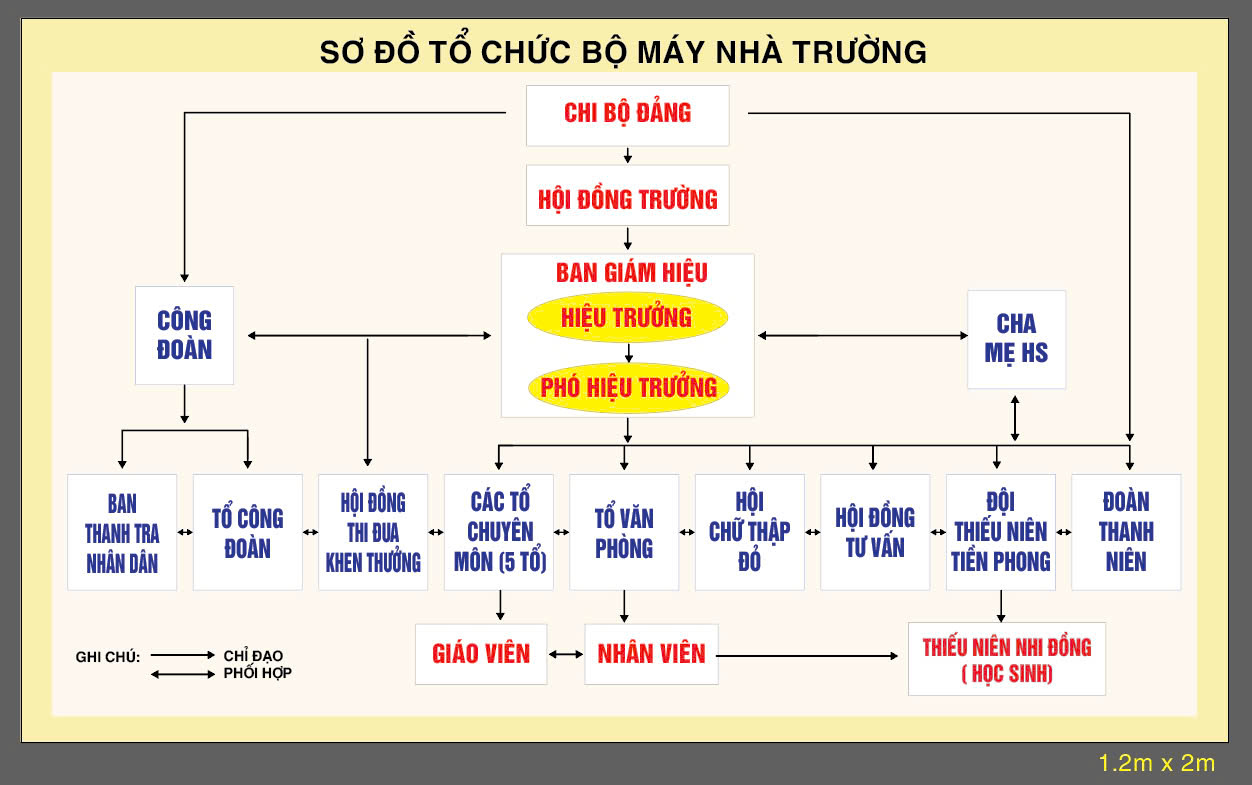 SƠ ĐỒ TỔ CHỨC BỘ MÁY NHÀ TRƯỜNG
CHI BỘ ĐẢNG
HỘI ĐỒNG TRƯỜNG
BAN GIÁM HIỆU
HIỆU TRƯỞNG
PHÓ HIỆU TRƯỞNG
CÔNG
ĐOÀN
CHA
MẸ HS
BAN
THANH TRA
NHÂN DÂN
TỔ CÔNG
ĐOÀN
HỘI ĐỒNG
THI ĐUA
KHEN THƯỞNG
CÁC TỔ
CHUYÊN
MÔN (5 TỔ)
TỔ VĂN
PHÒNG
HỘI
CHỮ THẬP
ĐỎ
HỘI ĐỒNG
TƯ VẤN
ĐỘI
THIẾU NIÊN
TIỀN PHONG
ĐOÀN
THANH
NIÊN
GIÁO VIÊN
NHÂN VIÊN
THIẾU NIÊN NHI ĐỒNG
( HỌC SINH)
GHI CHÚ: CHỈ ĐẠO
PHỐI HỢP
1.2m x 2m